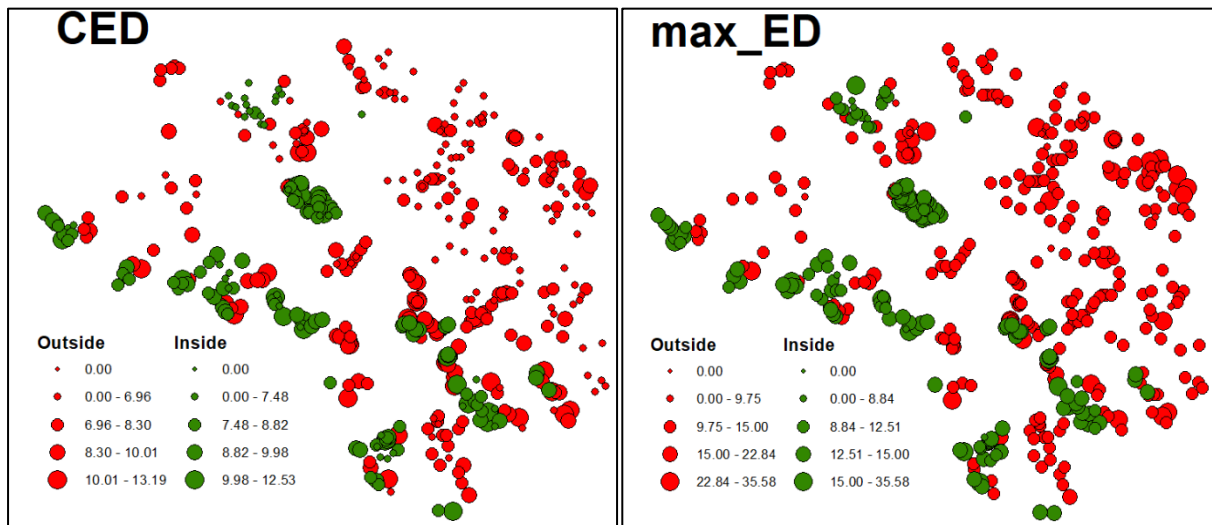 CED
Outside Inside
0.00 0.00
0.00 - 6.96 0.00 - 7.48
6.96 - 8.30 7.48 - 8.82
8.30 - 10.01 8.82 - 9.98
10.01 - 13.19 9.98 - 12.53
max_ED
Outside Inside
0.00 0.00
0.00 - 9.75 0.00 - 8.84
9.75 - 15.00 8.84 - 12.51
15.00 - 22.84 12.51 - 15.00
22.84 - 35.58 15.00 - 35.58